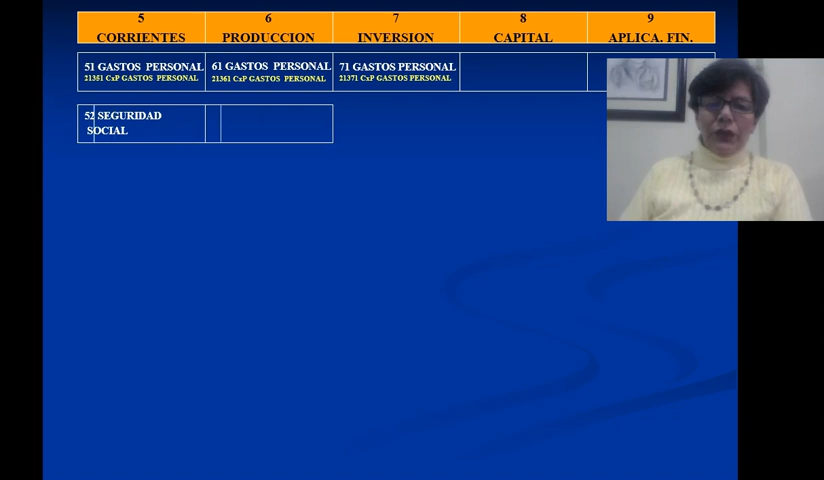 5
6
7
8
9
CORRIENTES
PRODUCCION
INVERSION
CAPITAL
APLICA. FIN.
51 GASTOS PERSONAL
61 GASTOS PERSONAL
71 GASTOS PERSONAL
21351 CxP GASTOS PERSONAL
21361 CxP GASTOS PERSONAL
21371 CxP GASTOS PERSONAL
52 SEGURIDAD
SOCIAL